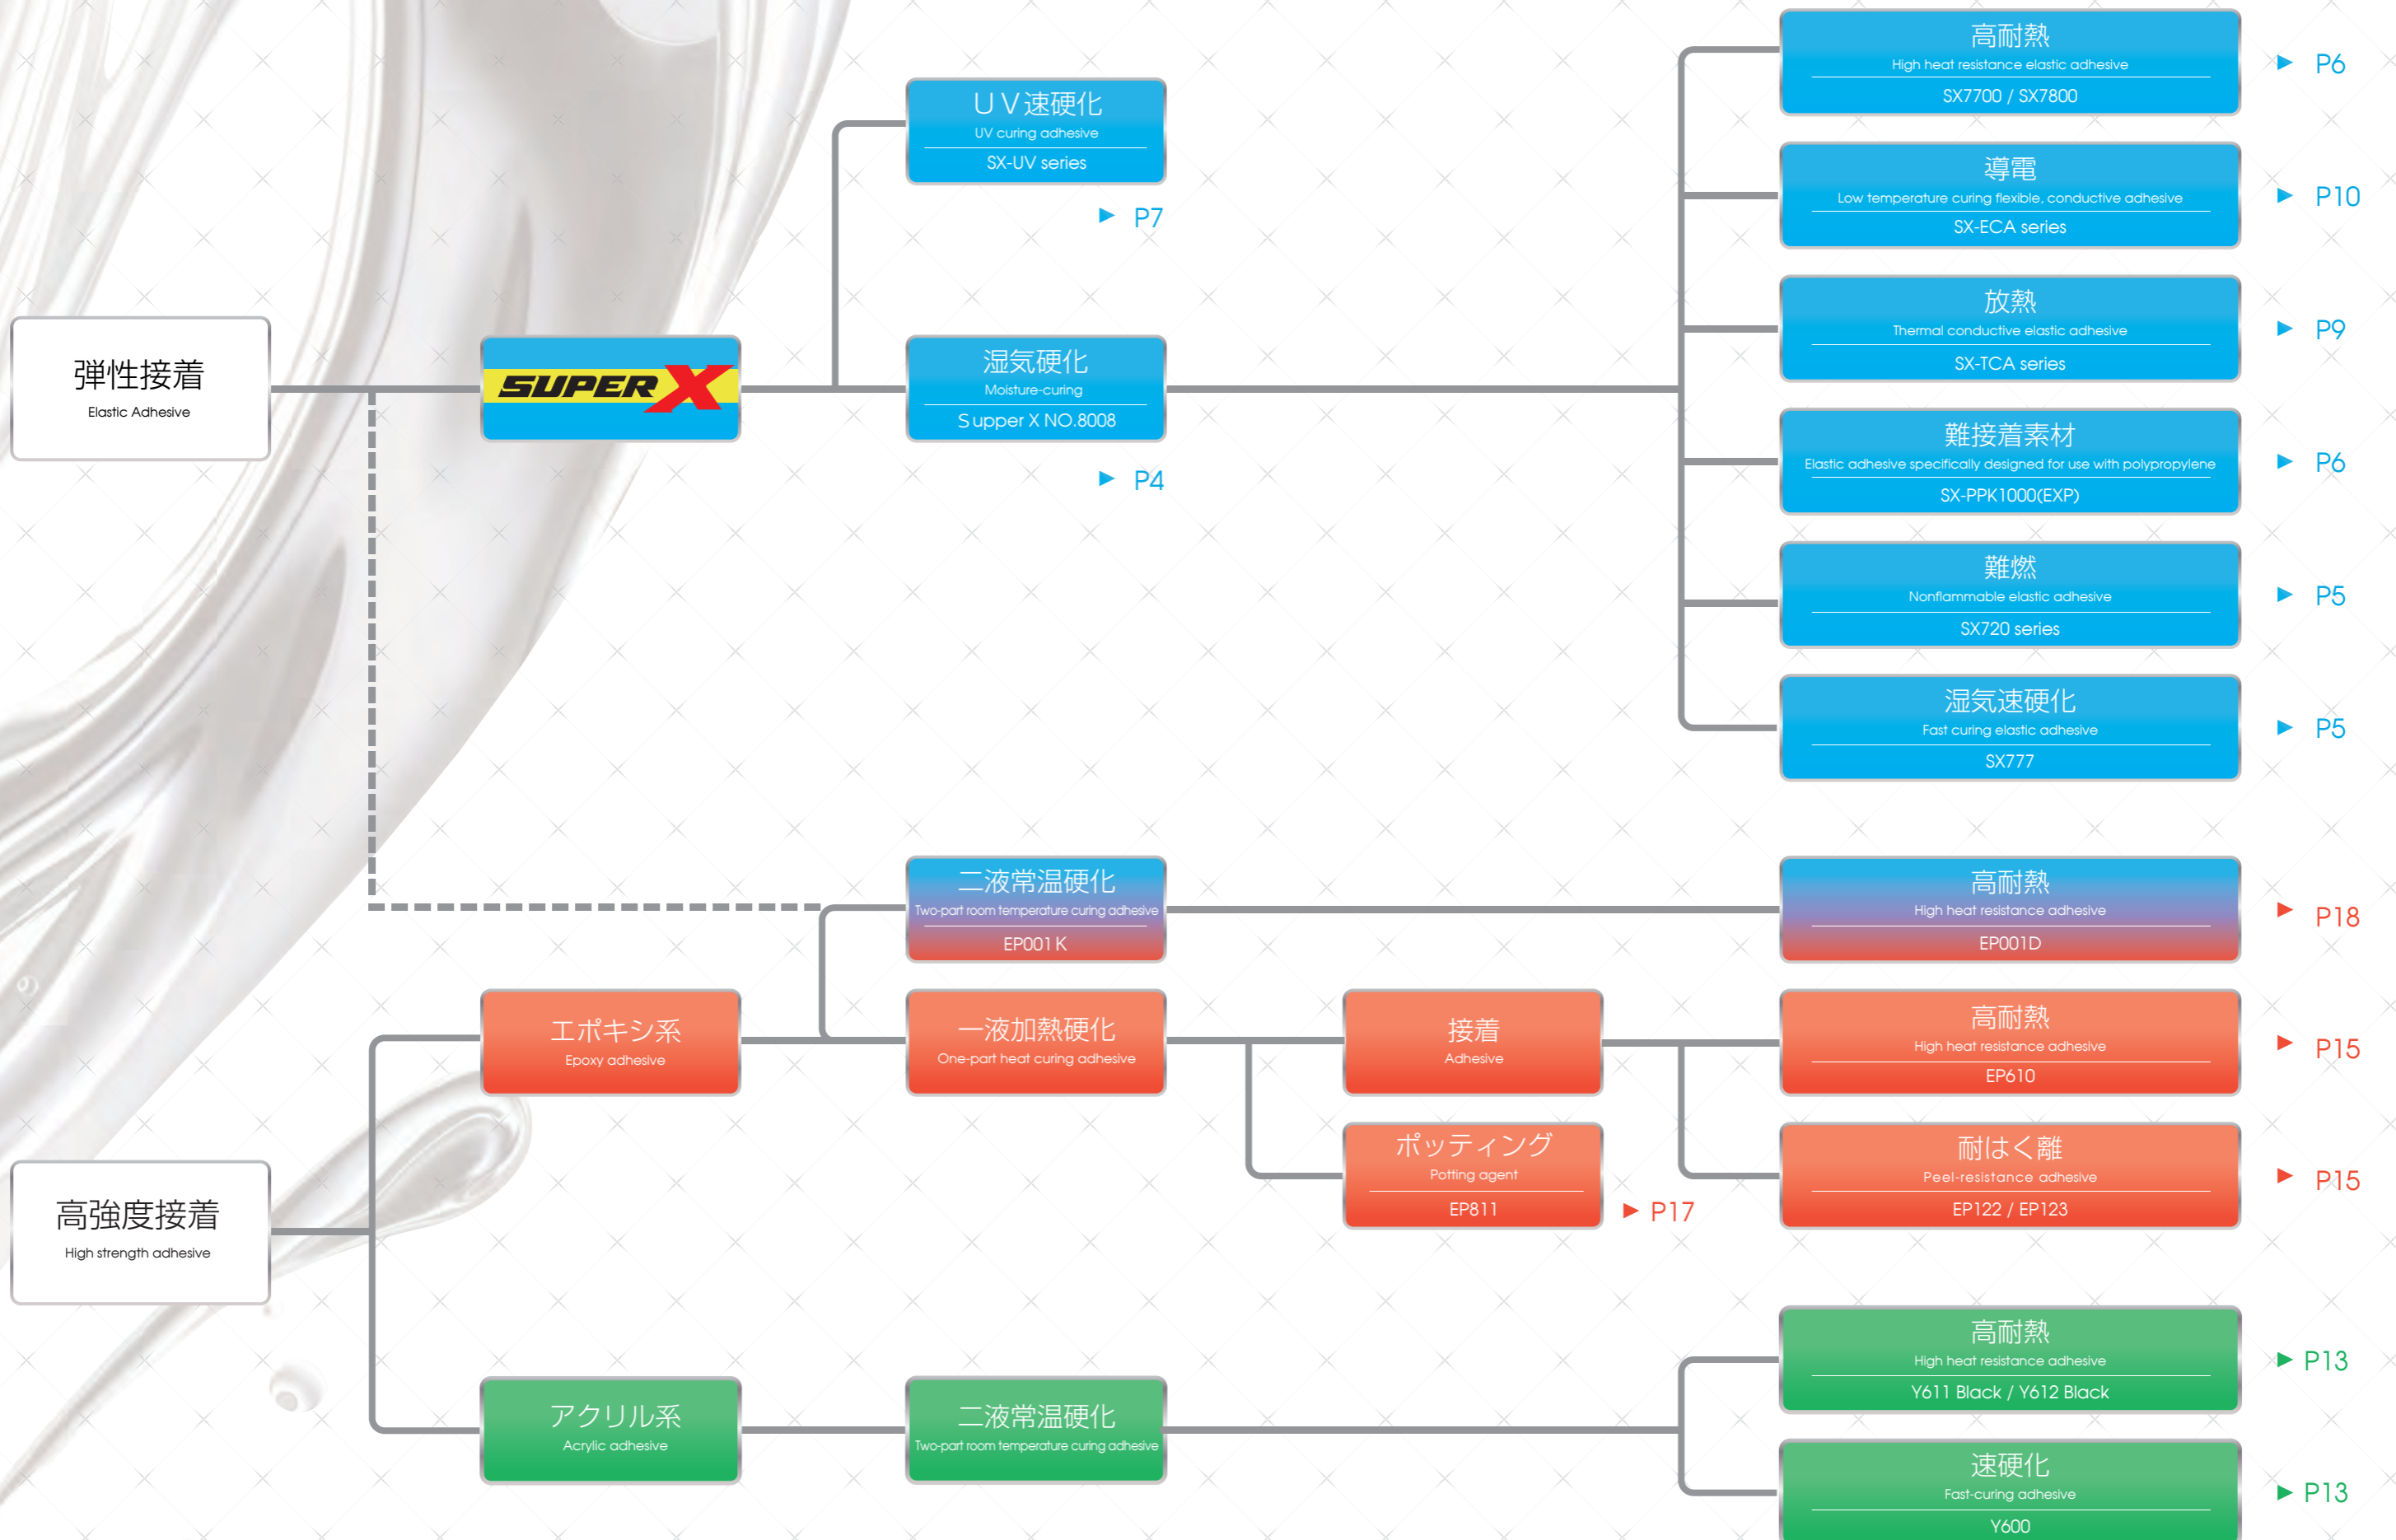 弾性接着
Elastic Adhesive
SUPER X
UV速硬化
UV curing adhesive
SX-UV series
► P7
湿気硬化
Moisture-curing
Supper X NO.8008
► P4
高耐熱
High heat resistance elastic adhesive
SX7700 / SX7800
► P6
導電
Low temperature curing flexible, conductive adhesive
SX-ECA series
► P10
放熱
Thermal conductive elastic adhesive
SX-TCA series
► P9
難接着素材
Elastic adhesive specifically designed for use with polypropylene
SX-PPK1000(EXP)
► P6
難燃
Nonflammable elastic adhesive
SX720 series
► P5
湿気速硬化
Fast curing elastic adhesive
SX777
► P5
二液常温硬化
Two-part room temperature curing adhesive
EP001K
高耐熱
High heat resistance adhesive
EP001D
► P18
高強度接着
High strength adhesive
エポキシ系
Epoxy adhesive
一液加熱硬化
One-part heat curing adhesive
接着
Adhesive
高耐熱
High heat resistance adhesive
EP610
► P15
ポッティング
Potting agent
EP811
► P17
耐はく離
Peel-resistance adhesive
EP122 / EP123
► P15
アクリル系
Acrylic adhesive
二液常温硬化
Two-part room temperature curing adhesive
高耐熱
High heat resistance adhesive
Y611 Black / Y612 Black
► P13
速硬化
Fast-curing adhesive
Y600
► P13